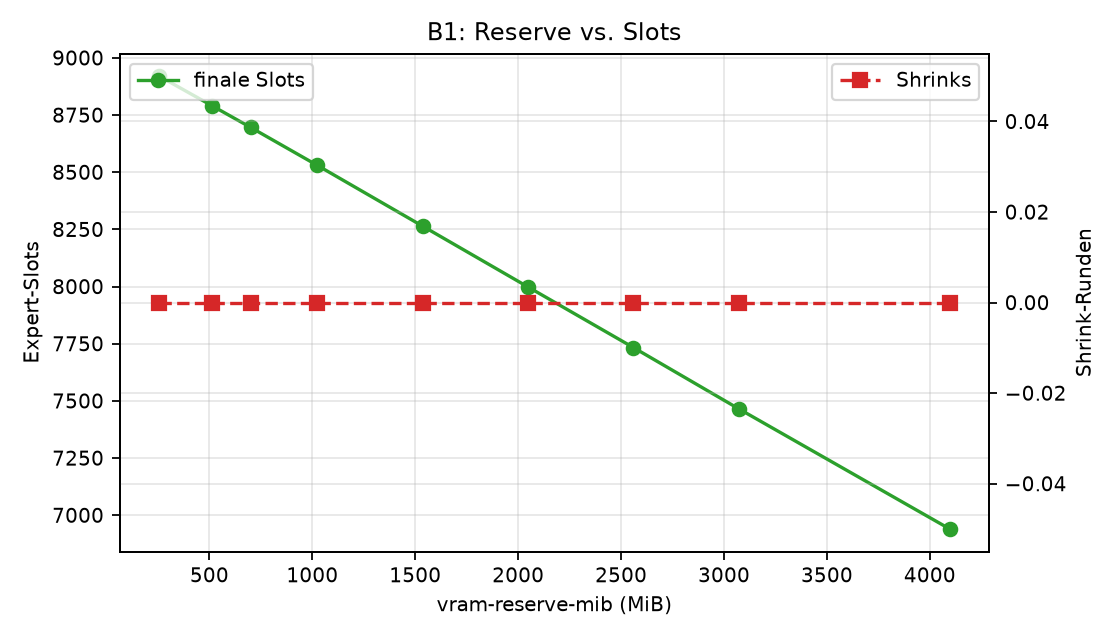 B1: Reserve vs. Slots
finale Slots
Shrinks
9000
8750
8500
8250
8000
7750
7500
7250
7000
Expert-Slots
0.04
0.02
0.00
−0.02
−0.04
Shrink-Runden
500 1000 1500 2000 2500 3000 3500 4000
vram-reserve-mib (MiB)